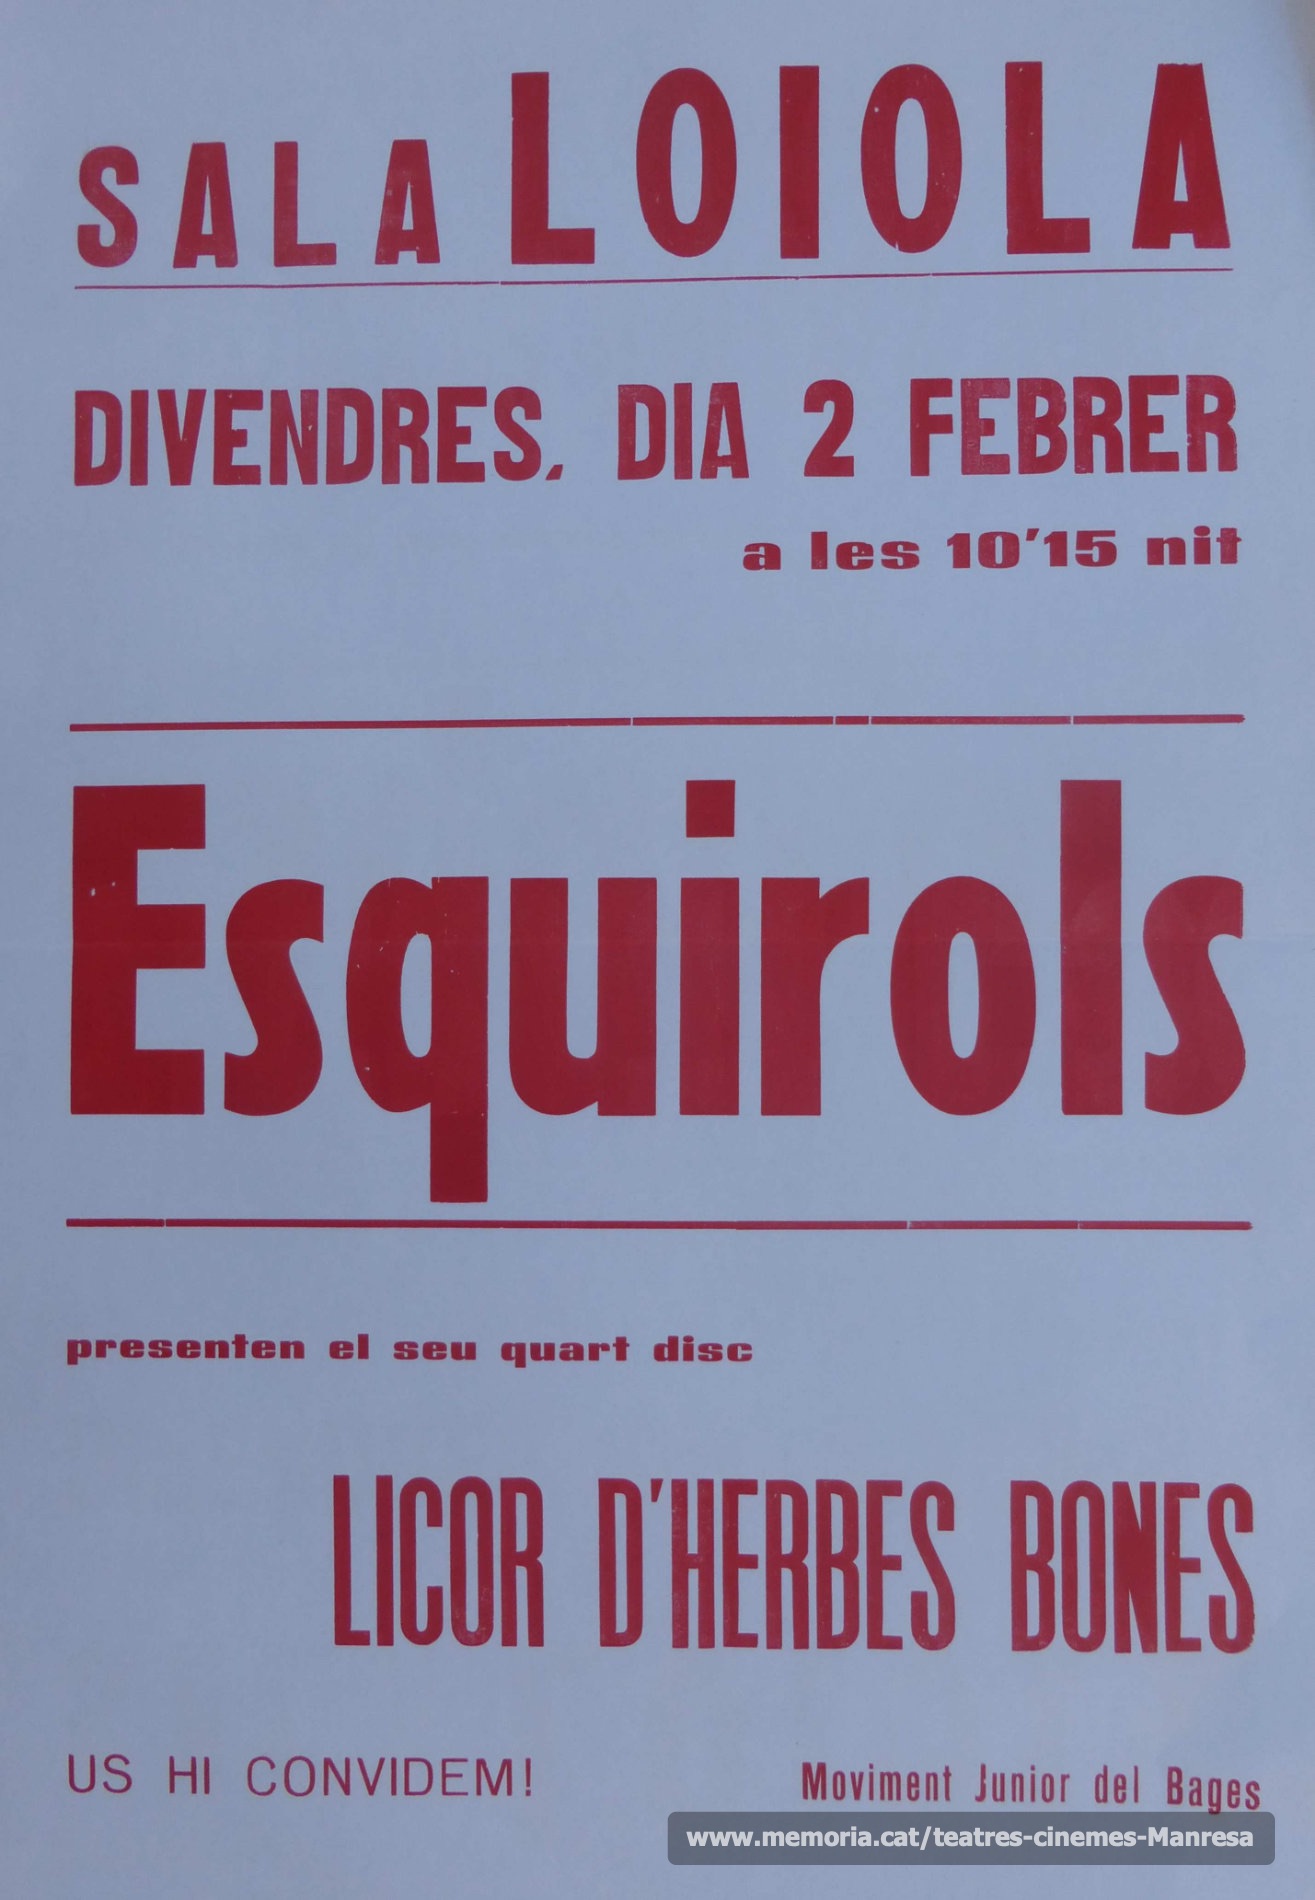 SALA LOIOLA
DIVENDRES, DIA 2 FEBRER
a les 10'15 nit
Esquirols
presenten el seu quart disc
LICOR D'HERBES BONES
US HI CONVIDEM!
Moviment Junior del Bages
www.memoria.cat/teatres-cinemes-Manresa